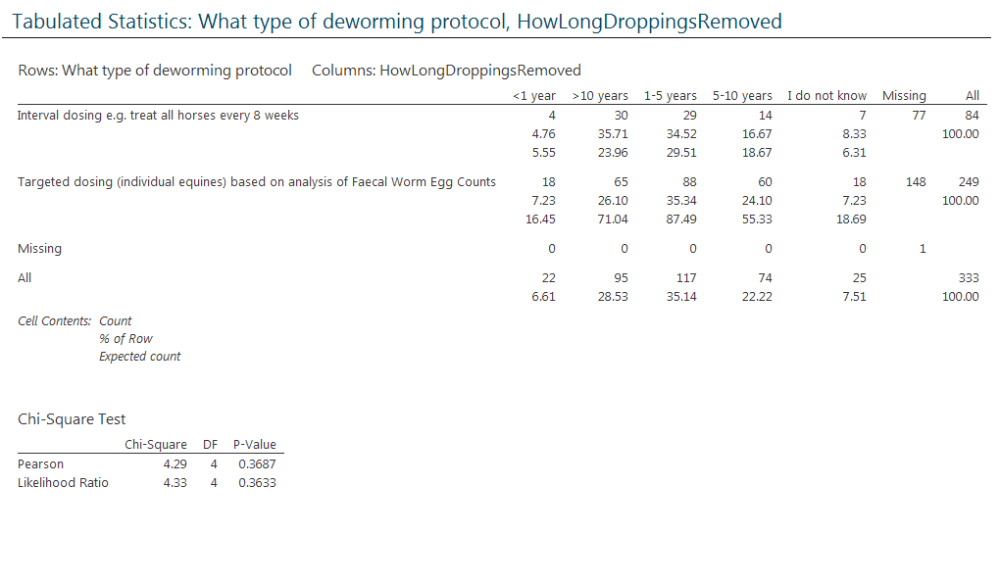 Tabulated Statistics: What type of deworming protocol, HowLongDroppingsRemoved
Rows: What type of deworming protocol Columns: HowLongDroppingsRemoved
<1 year >10 years 1-5 years 5-10 years I do not know Missing All
Interval dosing e.g. treat all horses every 8 weeks 4 30 29 14 7 77 84
4.76 35.71 34.52 16.67 8.33 100.00
5.55 23.96 29.51 18.67 6.31
Targeted dosing (individual equines) based on analysis of Faecal Worm Egg Counts 18 65 88 60 18 148 249
7.23 26.10 35.34 24.10 7.23 100.00
16.45 71.04 87.49 55.33 18.69
Missing 0 0 0 0 0 1
All 22 95 117 74 25 333
6.61 28.53 35.14 22.22 7.51 100.00
Cell Contents: Count
% of Row
Expected count
Chi-Square Test
Chi-Square DF P-Value
Pearson 4.29 4 0.3687
Likelihood Ratio 4.33 4 0.3633